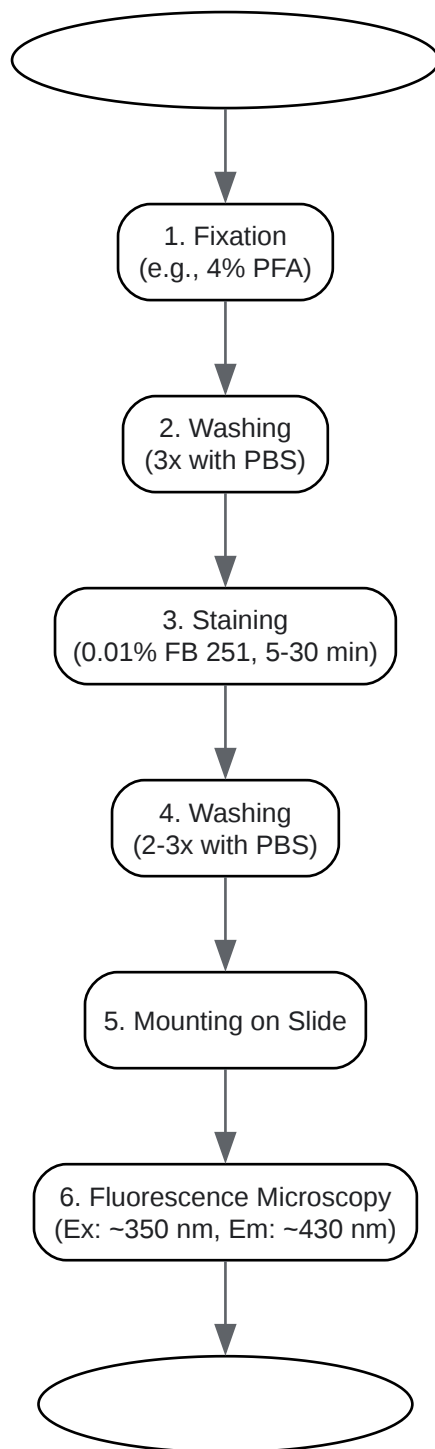 1. Fixation
(e.g., 4% PFA)
2. Washing
(3x with PBS)
3. Staining
(0.01% FB 251, 5-30 min)
4. Washing
(2-3x with PBS)
5. Mounting on Slide
6. Fluorescence Microscopy
(Ex: ~350 nm, Em: ~430 nm)